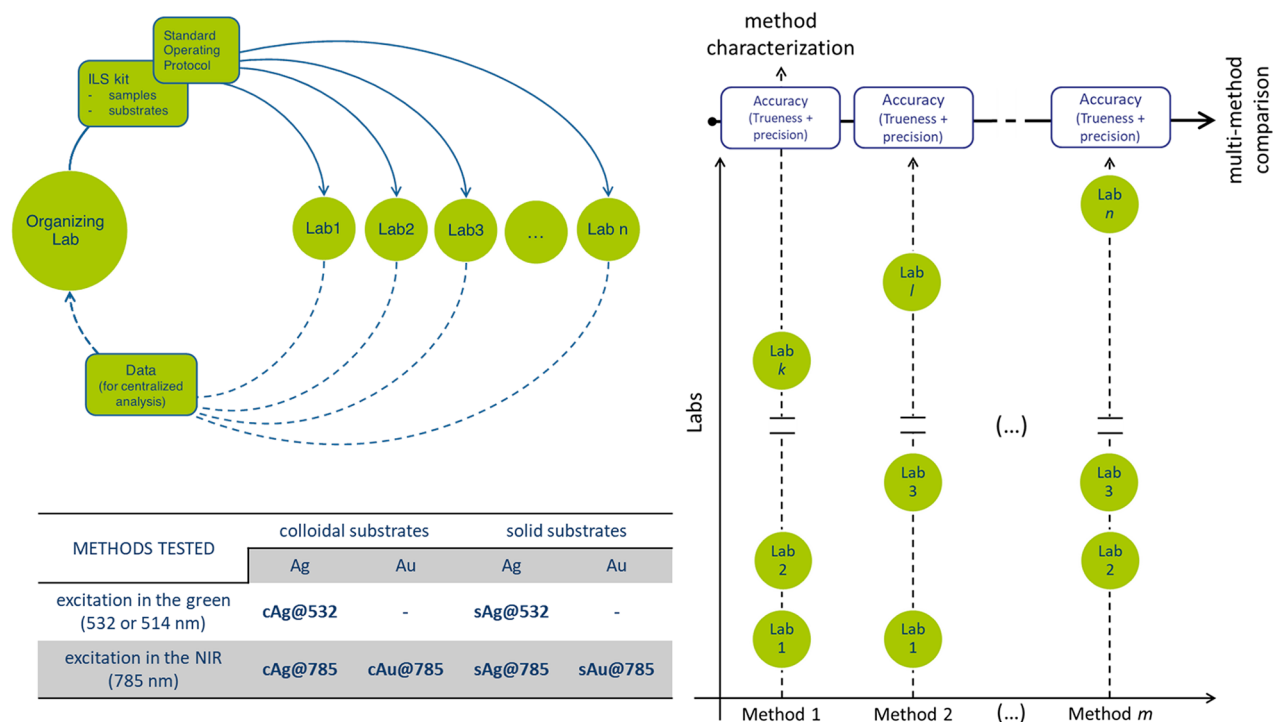 Standard
Operating
Protocol
ILS kit
- samples
- substrates
Organizing
Lab
Lab1
Lab2
Lab3
...
Lab n
Data
(for centralized
analysis)
METHODS TESTED
colloidal substrates
solid substrates
Ag
Au
Ag
Au
excitation in the green
(532 or 514 nm)
cAg@532
-
sAg@532
-
excitation in the NIR
(785 nm)
cAg@785
cAu@785
sAg@785
sAu@785
method
characterization
Accuracy
(Trueness +
precision)
Accuracy
(Trueness +
precision)
Accuracy
(Trueness +
precision)
multi-method
comparison
Labs
Lab
k
Lab
2
Lab
1
Lab
l
Lab
3
Lab
1
(...)
Lab
n
Lab
3
Lab
2
Method 1
Method 2
(...)
Method m